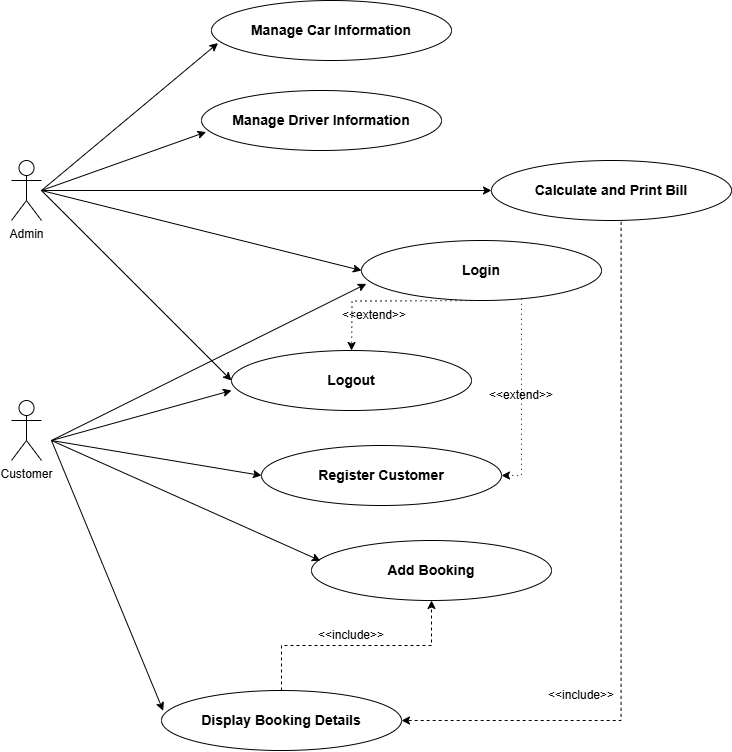 Manage Car Information
Manage Driver Information
Calculate and Print Bill
Admin
Login
<<extend>>
Logout
<<extend>>
Customer
Register Customer
Add Booking
<<include>>
<<include>>
Display Booking Details